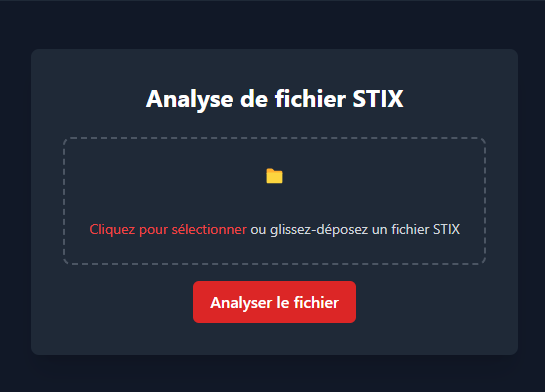 Analyse de fichier STIX
Cliquez pour sélectionner ou glissez-déposez un fichier STIX
Analyser le fichier